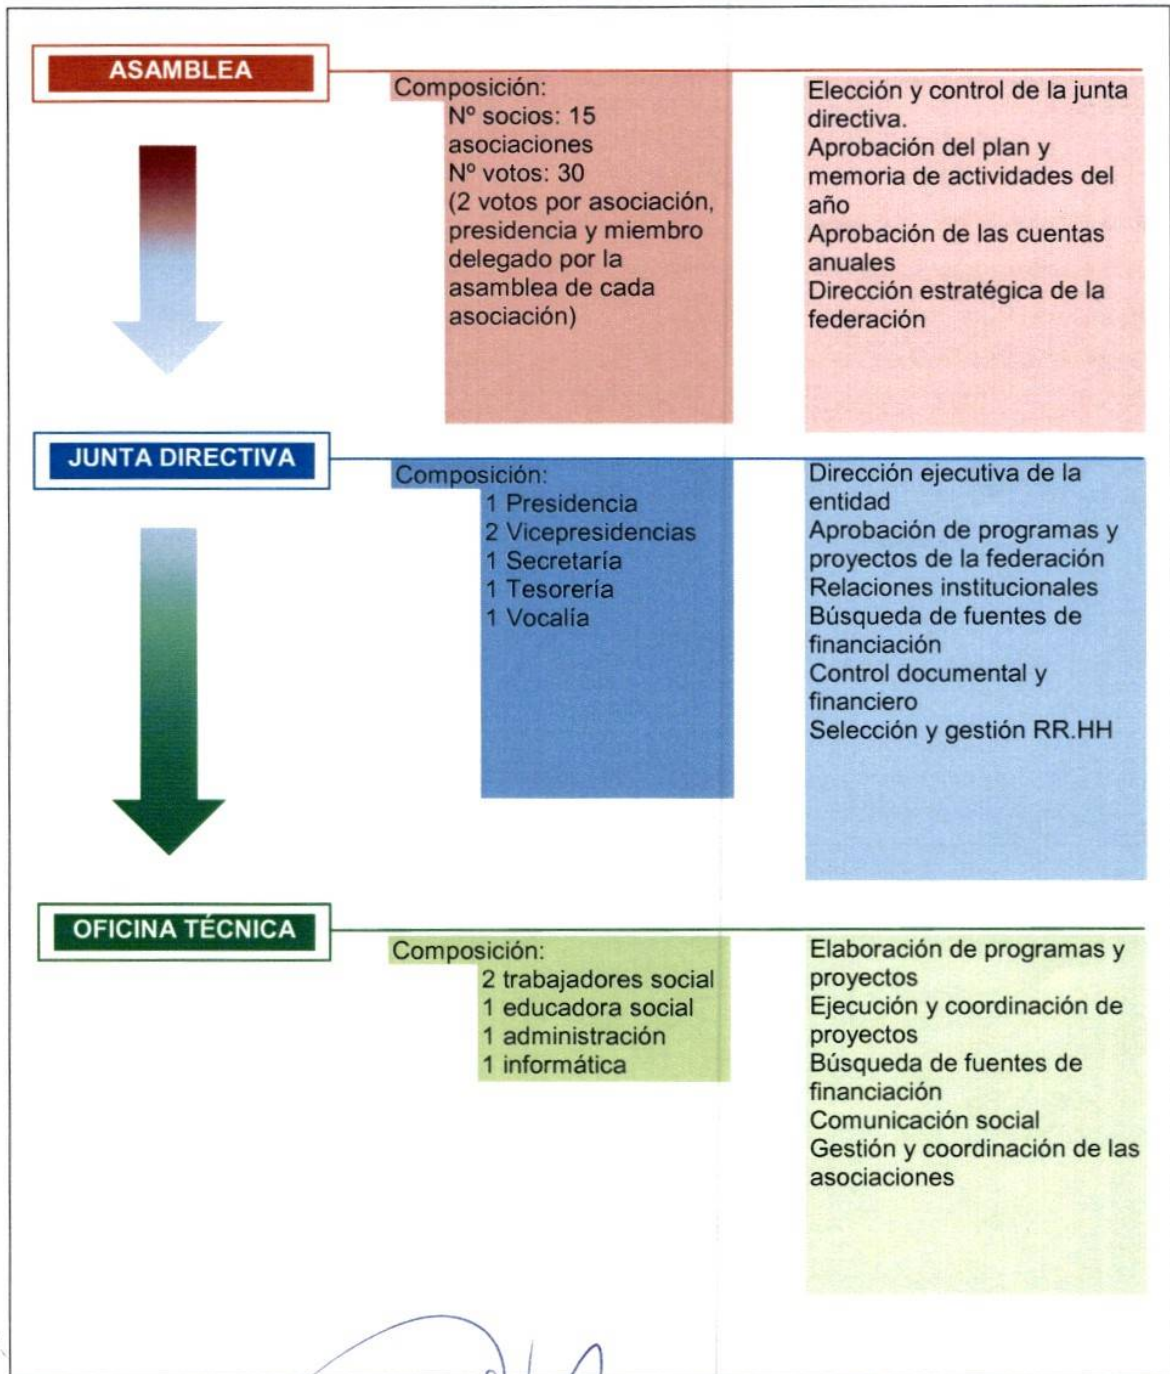 ASAMBLEA
Composición:
Nº socios: 15
asociaciones
Nº votos: 30
(2 votos por asociación,
presidencia y miembro
delegado por la
asamblea de cada
asociación)
Elección y control de la junta
directiva.
Aprobación del plan y
memoria de actividades del
año
Aprobación de las cuentas
anuales
Dirección estratégica de la
federación
JUNTA DIRECTIVA
Composición:
1 Presidencia
2 Vicepresidencias
1 Secretaría
1 Tesorería
1 Vocalía
Dirección ejecutiva de la
entidad
Aprobación de programas y
proyectos de la federación
Relaciones institucionales
Búsqueda de fuentes de
financiación
Control documental y
financiero
Selección y gestión RR.HH
OFICINA TÉCNICA
Composición:
2 trabajadores social
1 educadora social
1 administración
1 informática
Elaboración de programas y
proyectos
Ejecución y coordinación de
proyectos
Búsqueda de fuentes de
financiación
Comunicación social
Gestión y coordinación de las
asociaciones